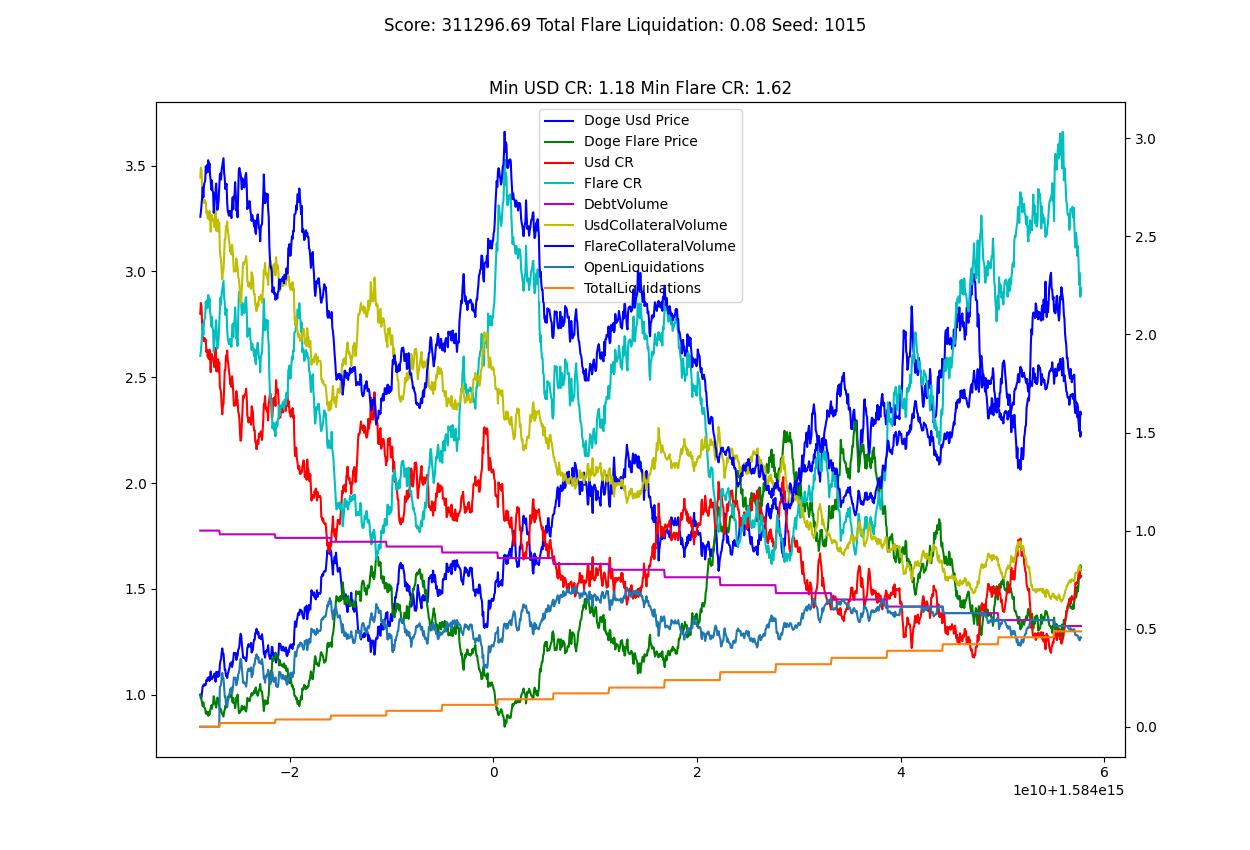 Score: 311296.69 Total Flare Liquidation: 0.08 Seed: 1015
Min USD CR: 1.18 Min Flare CR: 1.62
Doge Usd Price
Doge Flare Price
Usd CR
Flare CR
DebtVolume
UsdCollateralVolume
FlareCollateralVolume
OpenLiquidations
TotalLiquidations
3.5
3.0
2.5
2.0
1.5
1.0
3.0
2.5
2.0
1.5
1.0
0.5
0.0
−2
0
2
4
6
1e10+1.584e15